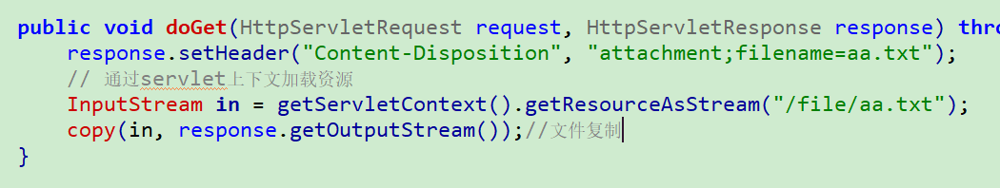 public void doGet(HttpServletRequest request, HttpServletResponse response) thro
response.setHeader("Content-Disposition", "attachment;filename=aa.txt");
// 通过servlet上下文加载资源
InputStream in = getServletContext().getResourceAsStream("/file/aa.txt");
copy(in, response.getOutputStream());//文件复制
}